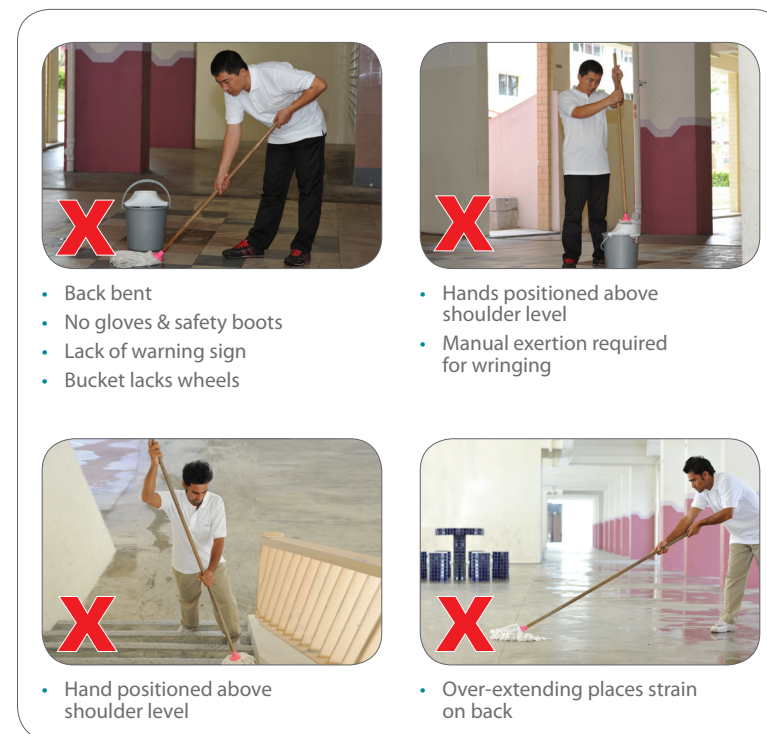 X
• Back bent
• No gloves & safety boots
• Lack of warning sign
• Bucket lacks wheels
X
• Hands positioned above
shoulder level
• Manual exertion required
for wringing
X
• Hand positioned above
shoulder level
X
• Over-extending places strain
on back